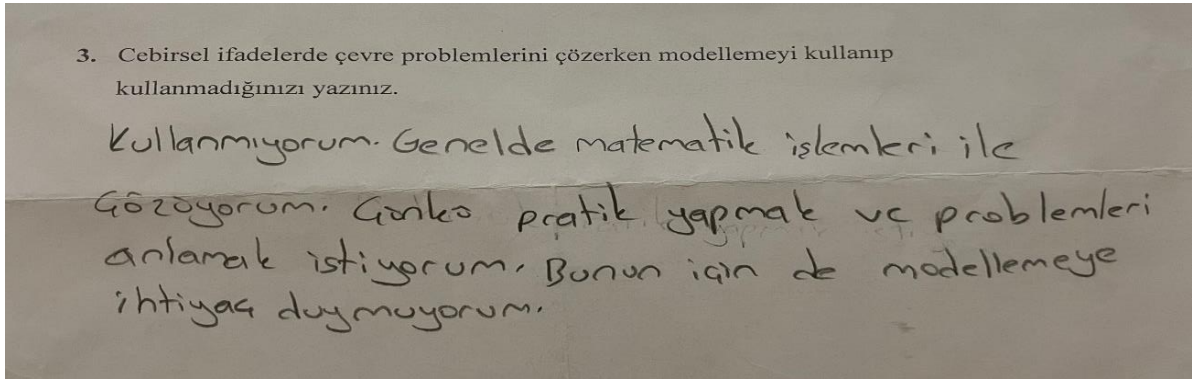 3. Cebirsel ifadelerde çevre problemlerini çözerken modellemeyi kullanıp
kullanmadığınızı yazınız.
Kullanmıyorum. Genelde matematik işlemleri ile
Çözüyorum. Çünkü pratik yapmak ve problemleri
anlamak istiyorum. Bunun için de modellemeye
ihtiyaç duymuyorum.